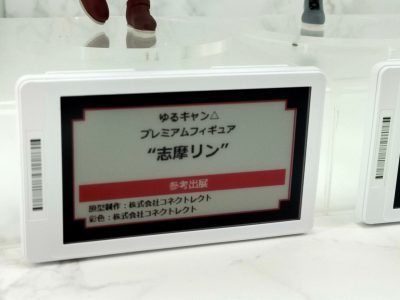 ゆるキャン△
プレミアムフィギュア
“志摩リン”
参考出展
原型制作：株式会社コネクトレクト
彩色：株式会社コネクトレクト